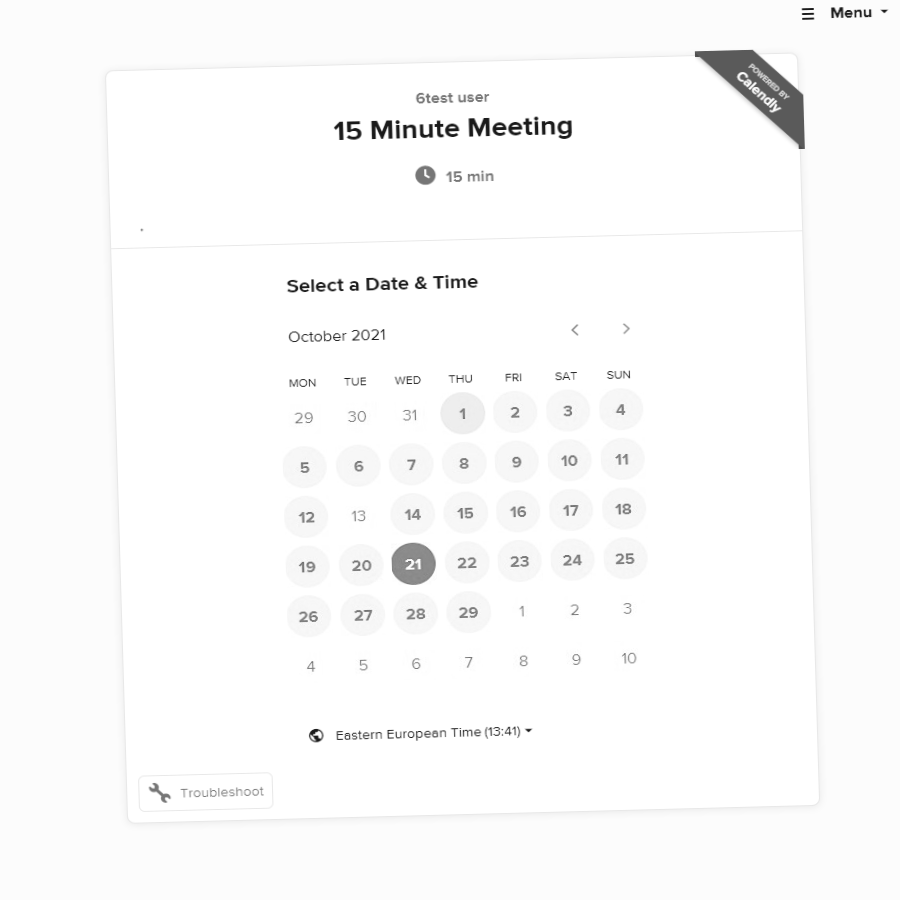 Menu
POWERED BY
Calendly
6test user
15 Minute Meeting
15 min
Select a Date & Time
October 2021
MON TUE WED THU FRI SAT SUN
29 30 31 1 2 3 4
5 6 7 8 9 10 11
12 13 14 15 16 17 18
19 20 21 22 23 24 25
26 27 28 29 1 2 3
4 5 6 7 8 9 10
Eastern European Time (13:41)
Troubleshoot